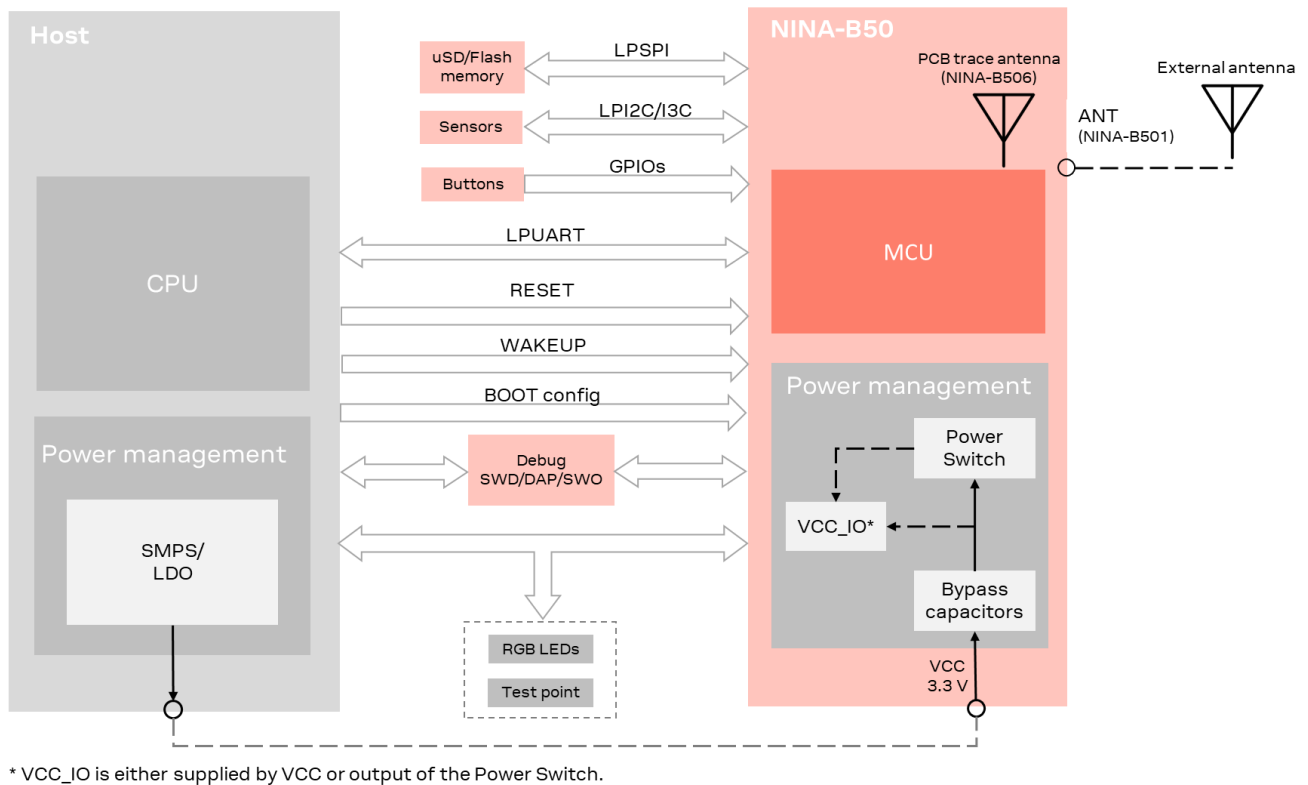 Host
NINA-B50
uSD/Flash
memory
LPSPI
PCB trace antenna
(NINA-B506)
External antenna
Sensors
LPI2C/I3C
ANT
(NINA-B501)
Buttons
GPIOs
LPUART
MCU
CPU
RESET
WAKEUP
BOOT config
Power management
Power management
Debug
SWD/DAP/SWO
Power
Switch
VCC_IO*
SMPS/
LDO
Bypass
capacitors
RGB LEDs
Test point
VCC
3.3 V
* VCC_IO is either supplied by VCC or output of the Power Switch.